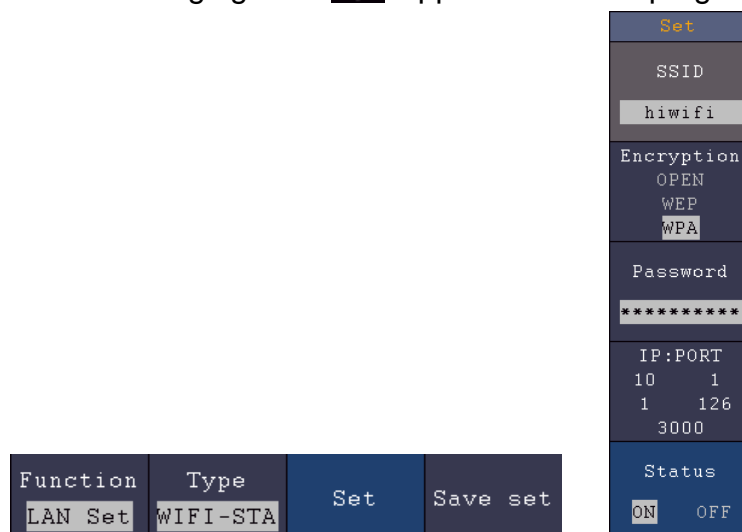 Set
SSID
hiwifi
Encryption
OPEN
WEP
WPA
Password
**********
IP:PORT
10 1
1 126
3000
Status
ON OFF
Function Type Set Save set
LAN Set WIFI-STA